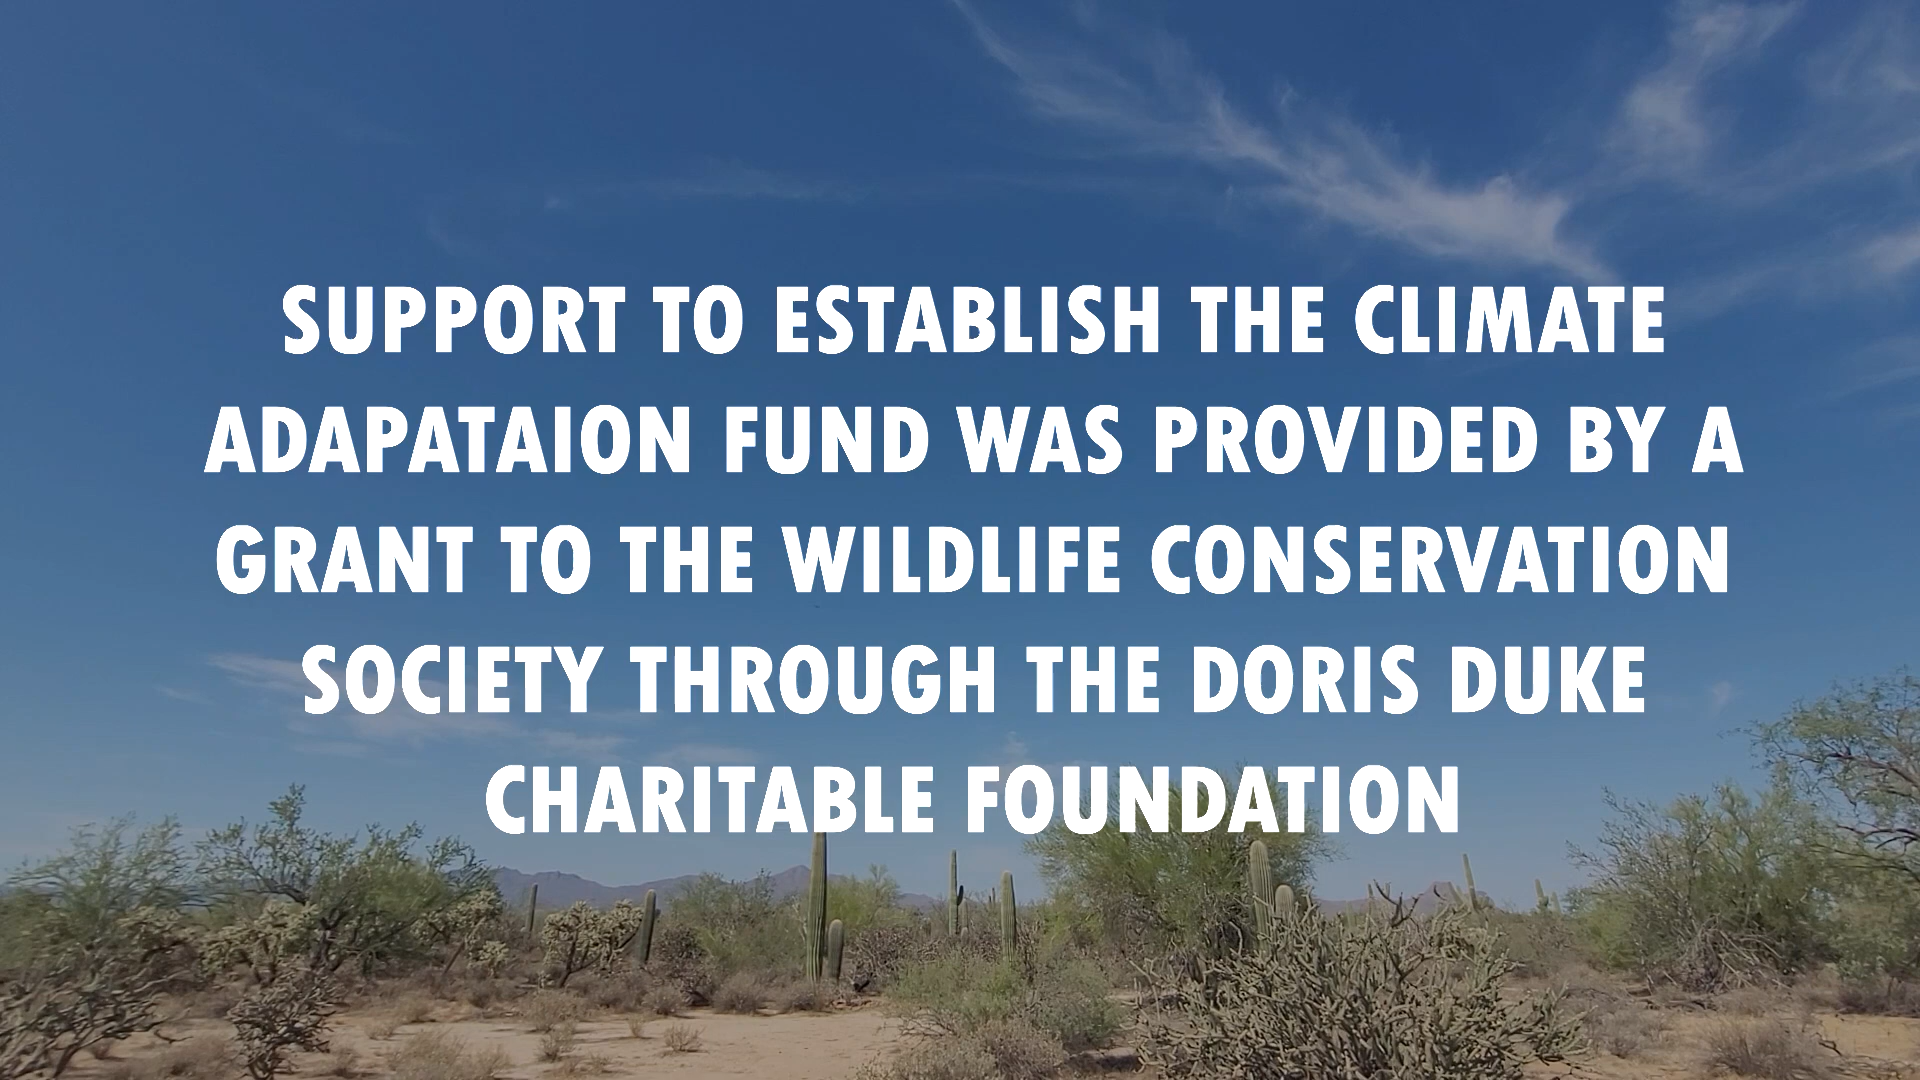 SUPPORT TO ESTABLISH THE CLIMATE
ADAPATAION FUND WAS PROVIDED BY A
GRANT TO THE WILDLIFE CONSERVATION
SOCIETY THROUGH THE DORIS DUKE
CHARITABLE FOUNDATION